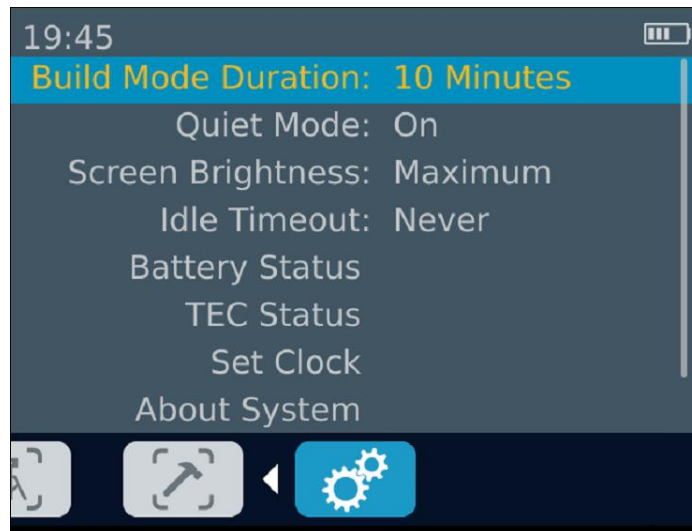 19:45
Build Mode Duration: 10 Minutes
Quiet Mode: On
Screen Brightness: Maximum
Idle Timeout: Never
Battery Status
TEC Status
Set Clock
About System